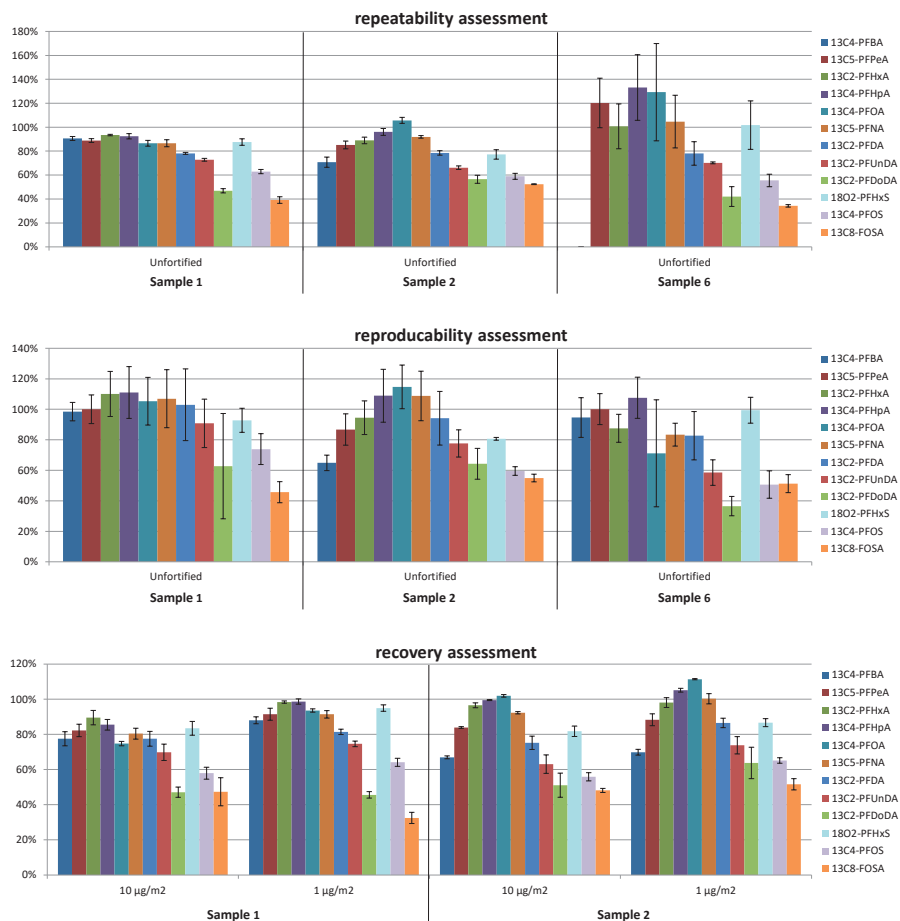 repeatability assessment
180%
160%
140%
120%
100%
80%
60%
40%
20%
0%
Unfortified
Unfortified
Unfortified
Sample 1
Sample 2
Sample 6
13C4-PFBA
13C5-PFPeA
13C2-PFHxA
13C4-PFHpA
13C4-PFOA
13C5-PFNA
13C2-PFDA
13C2-PFUnDA
13C2-PFDoDA
18O2-PFHxS
13C4-PFOS
13C8-FOSA
reproducability assessment
140%
120%
100%
80%
60%
40%
20%
0%
Unfortified
Unfortified
Unfortified
Sample 1
Sample 2
Sample 6
13C4-PFBA
13C5-PFPeA
13C2-PFHxA
13C4-PFHpA
13C4-PFOA
13C5-PFNA
13C2-PFDA
13C2-PFUnDA
13C2-PFDoDA
18O2-PFHxS
13C4-PFOS
13C8-FOSA
recovery assessment
120%
100%
80%
60%
40%
20%
0%
10 µg/m2
1 µg/m2
10 µg/m2
1 µg/m2
Sample 1
Sample 2
13C4-PFBA
13C5-PFPeA
13C2-PFHxA
13C4-PFHpA
13C4-PFOA
13C5-PFNA
13C2-PFDA
13C2-PFUnDA
13C2-PFDoDA
18O2-PFHxS
13C4-PFOS
13C8-FOSA